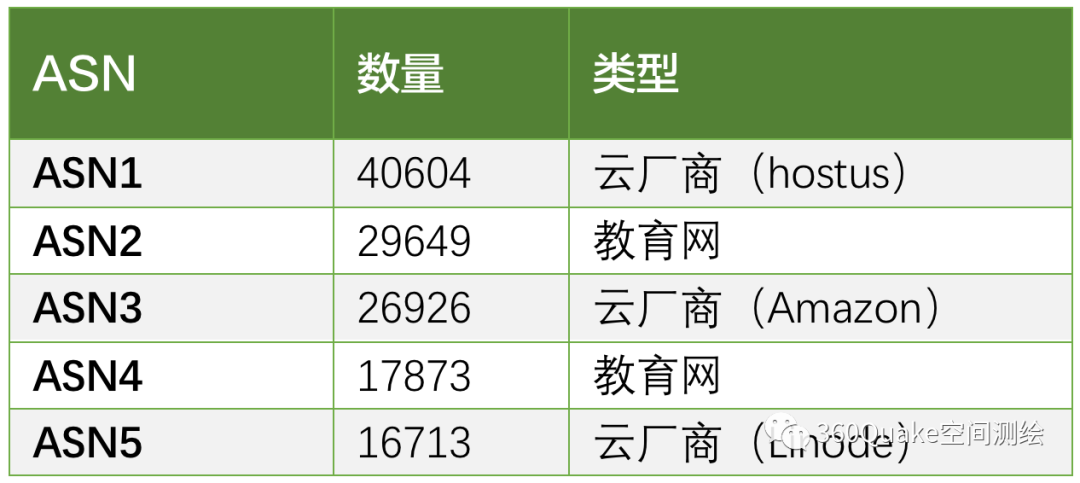 ASN 数量 类型
ASN1 40604 云厂商（hostus）
ASN2 29649 教育网
ASN3 26926 云厂商（Amazon）
ASN4 17873 教育网
ASN5 16713 云厂商（Linode）
360Quake空间测绘